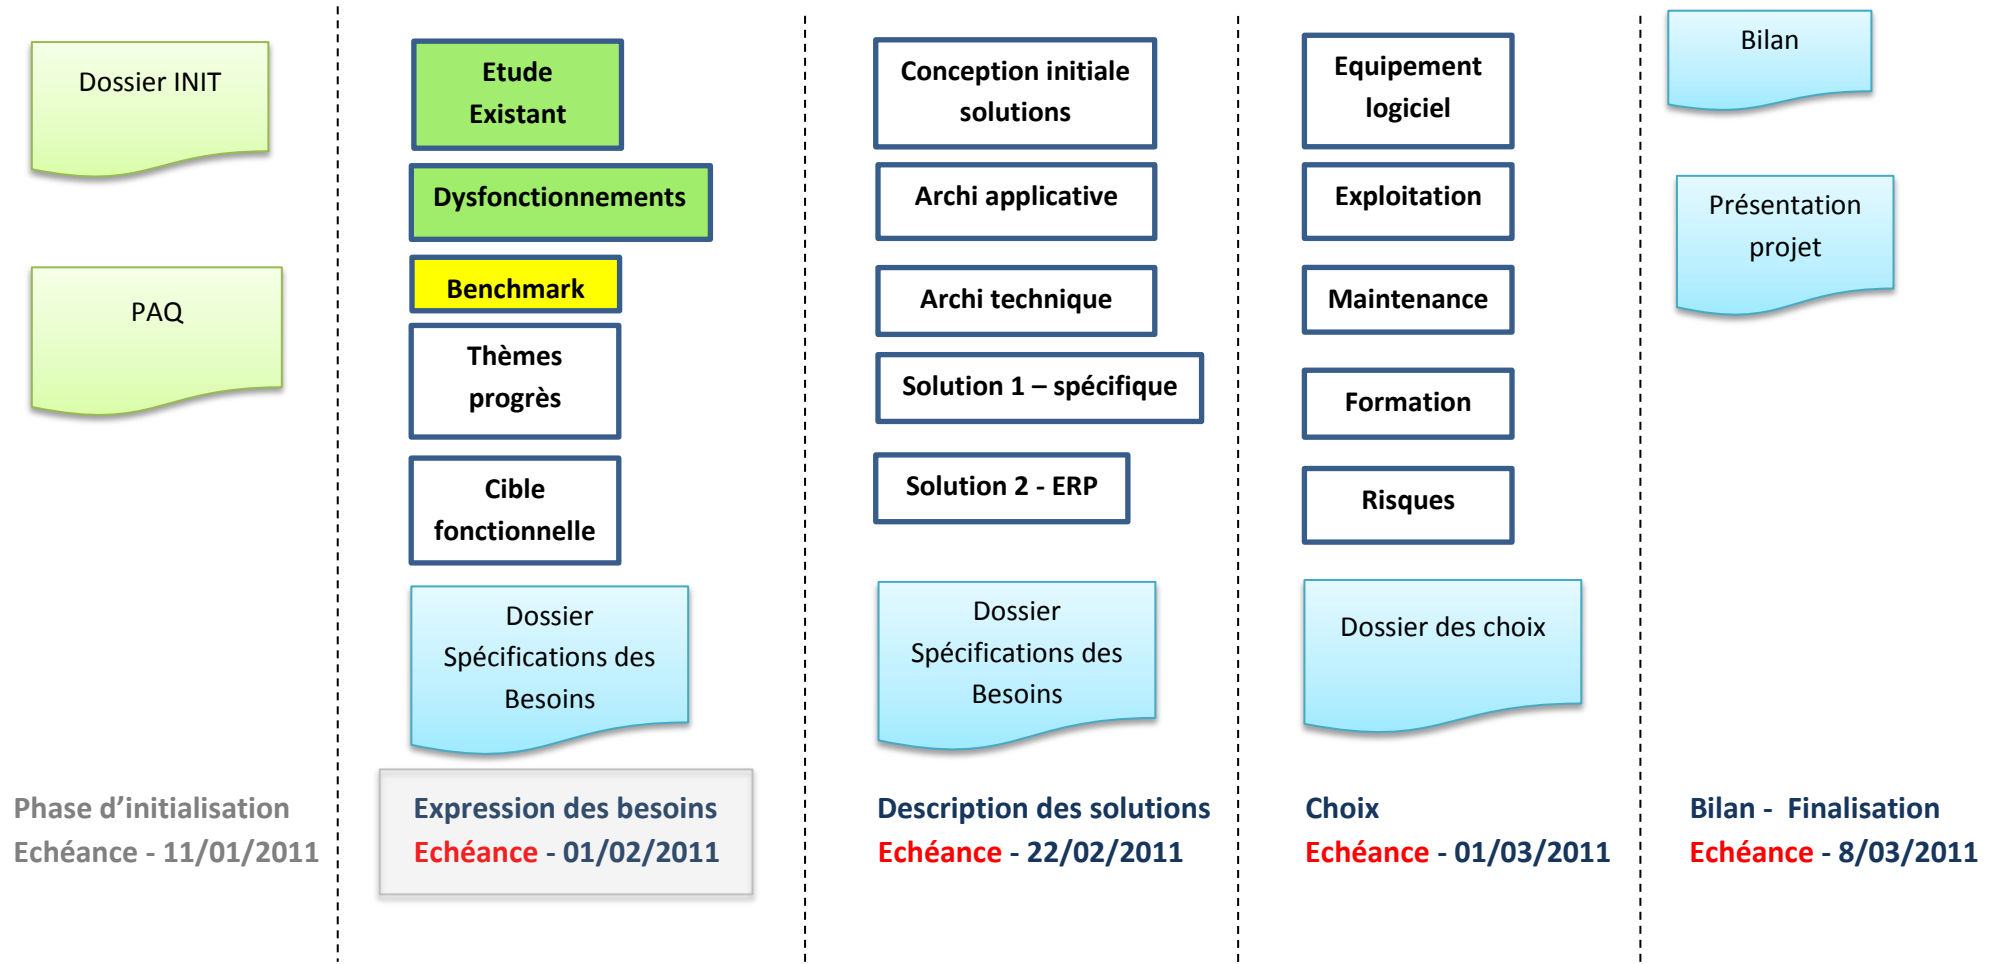 Dossier INIT
PAQ
Phase d’initialisation
Echéance - 11/01/2011
Etude
Existant
Dysfonctionnements
Benchmark
Thèmes
progrès
Cible
fonctionnelle
Dossier
Spécifications des
Besoins
Expression des besoins
Echéance - 01/02/2011
Conception initiale
solutions
Archi applicative
Archi technique
Solution 1 – spécifique
Solution 2 - ERP
Dossier
Spécifications des
Besoins
Description des solutions
Echéance - 22/02/2011
Equipement
logiciel
Exploitation
Maintenance
Formation
Risques
Dossier des choix
Choix
Echéance - 01/03/2011
Bilan
Présentation
projet
Bilan -  Finalisation
Echéance - 8/03/2011